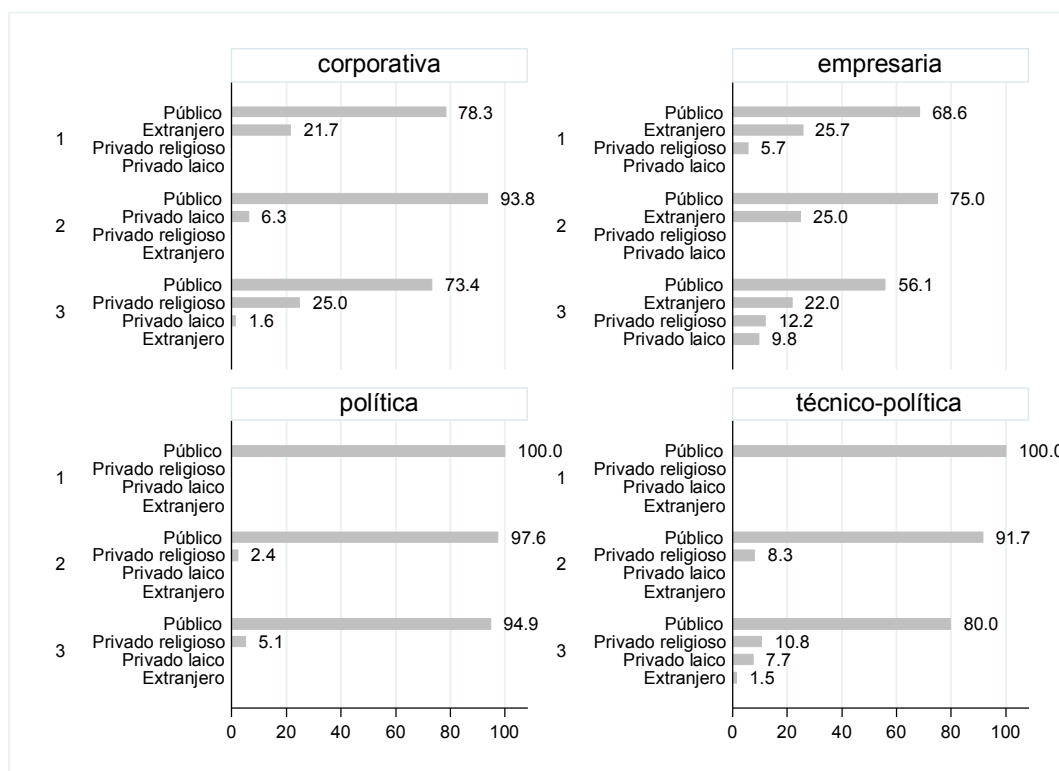 corporativa
Público 78.3
1 Extranjero 21.7
Privado religioso
Privado laico
Público 93.8
2 Privado laico 6.3
Privado religioso
Extranjero
Público 73.4
3 Privado religioso 25.0
Privado laico 1.6
Extranjero
empresaria
Público 68.6
1 Extranjero 25.7
Privado religioso 5.7
Privado laico
Público 75.0
2 Extranjero 25.0
Privado religioso
Privado laico
Público 56.1
3 Extranjero 22.0
Privado religioso 12.2
Privado laico 9.8
política
Público 100.0
1 Privado religioso
Privado laico
Extranjero
Público 97.6
2 Privado religioso 2.4
Privado laico
Extranjero
Público 94.9
3 Privado religioso 5.1
Privado laico
Extranjero
0 20 40 60 80 100
técnico-política
Público 100.0
1 Privado religioso
Privado laico
Extranjero
Público 91.7
2 Privado religioso 8.3
Privado laico
Extranjero
Público 80.0
3 Privado religioso 10.8
Privado laico 7.7
Extranjero 1.5
0 20 40 60 80 100